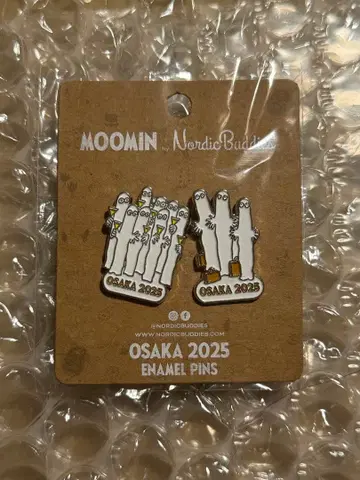 MOOMIN by NordicBuddies
OSAKA 2025
OSAKA 2025
@NORDICBUDDIES
WWW.NORDICBUDDIES.COM
OSAKA 2025
ENAMEL PINS